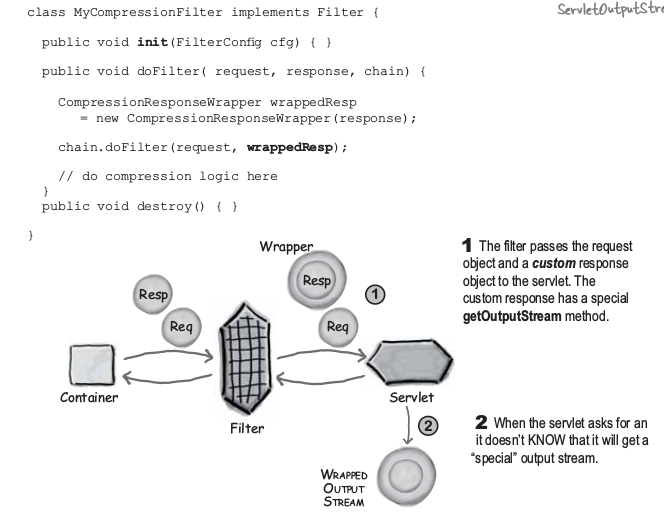 ServletOutputStre
class MyCompressionFilter implements Filter {
public void init(FilterConfig cfg) { }
public void doFilter( request, response, chain) {
CompressionResponseWrapper wrappedResp
= new CompressionResponseWrapper(response);
chain.doFilter(request, wrappedResp);
// do compression logic here
}
public void destroy() { }
}
Wrapper
Resp
Req
Resp
1
Req
Container
Filter
Servlet
2
WRAPPED
OUTPUT
STREAM
1 The filter passes the request
object and a custom response
object to the servlet. The
custom response has a special
getOutputStream method.
2 When the servlet asks for an
it doesn't KNOW that it will get a
“special” output stream.